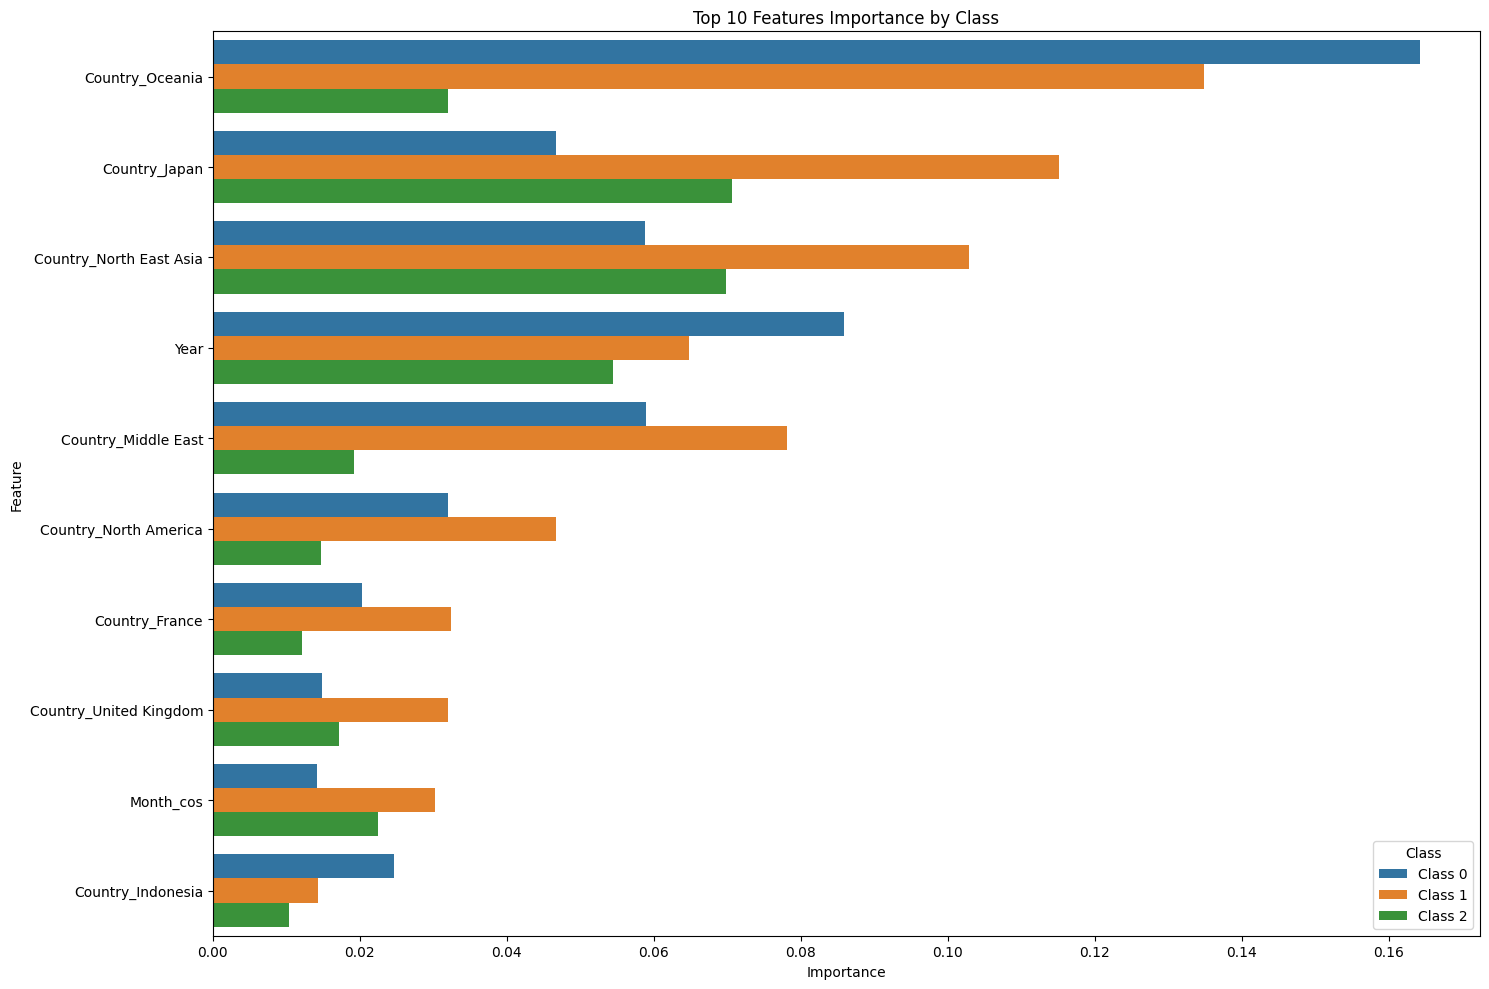 Top 10 Features Importance by Class
Feature
Country_Oceania
Country_Japan
Country_North East Asia
Year
Country_Middle East
Country_North America
Country_France
Country_United Kingdom
Month_cos
Country_Indonesia
Class
Class 0
Class 1
Class 2
0.00 0.02 0.04 0.06 0.08 0.10 0.12 0.14 0.16
Importance